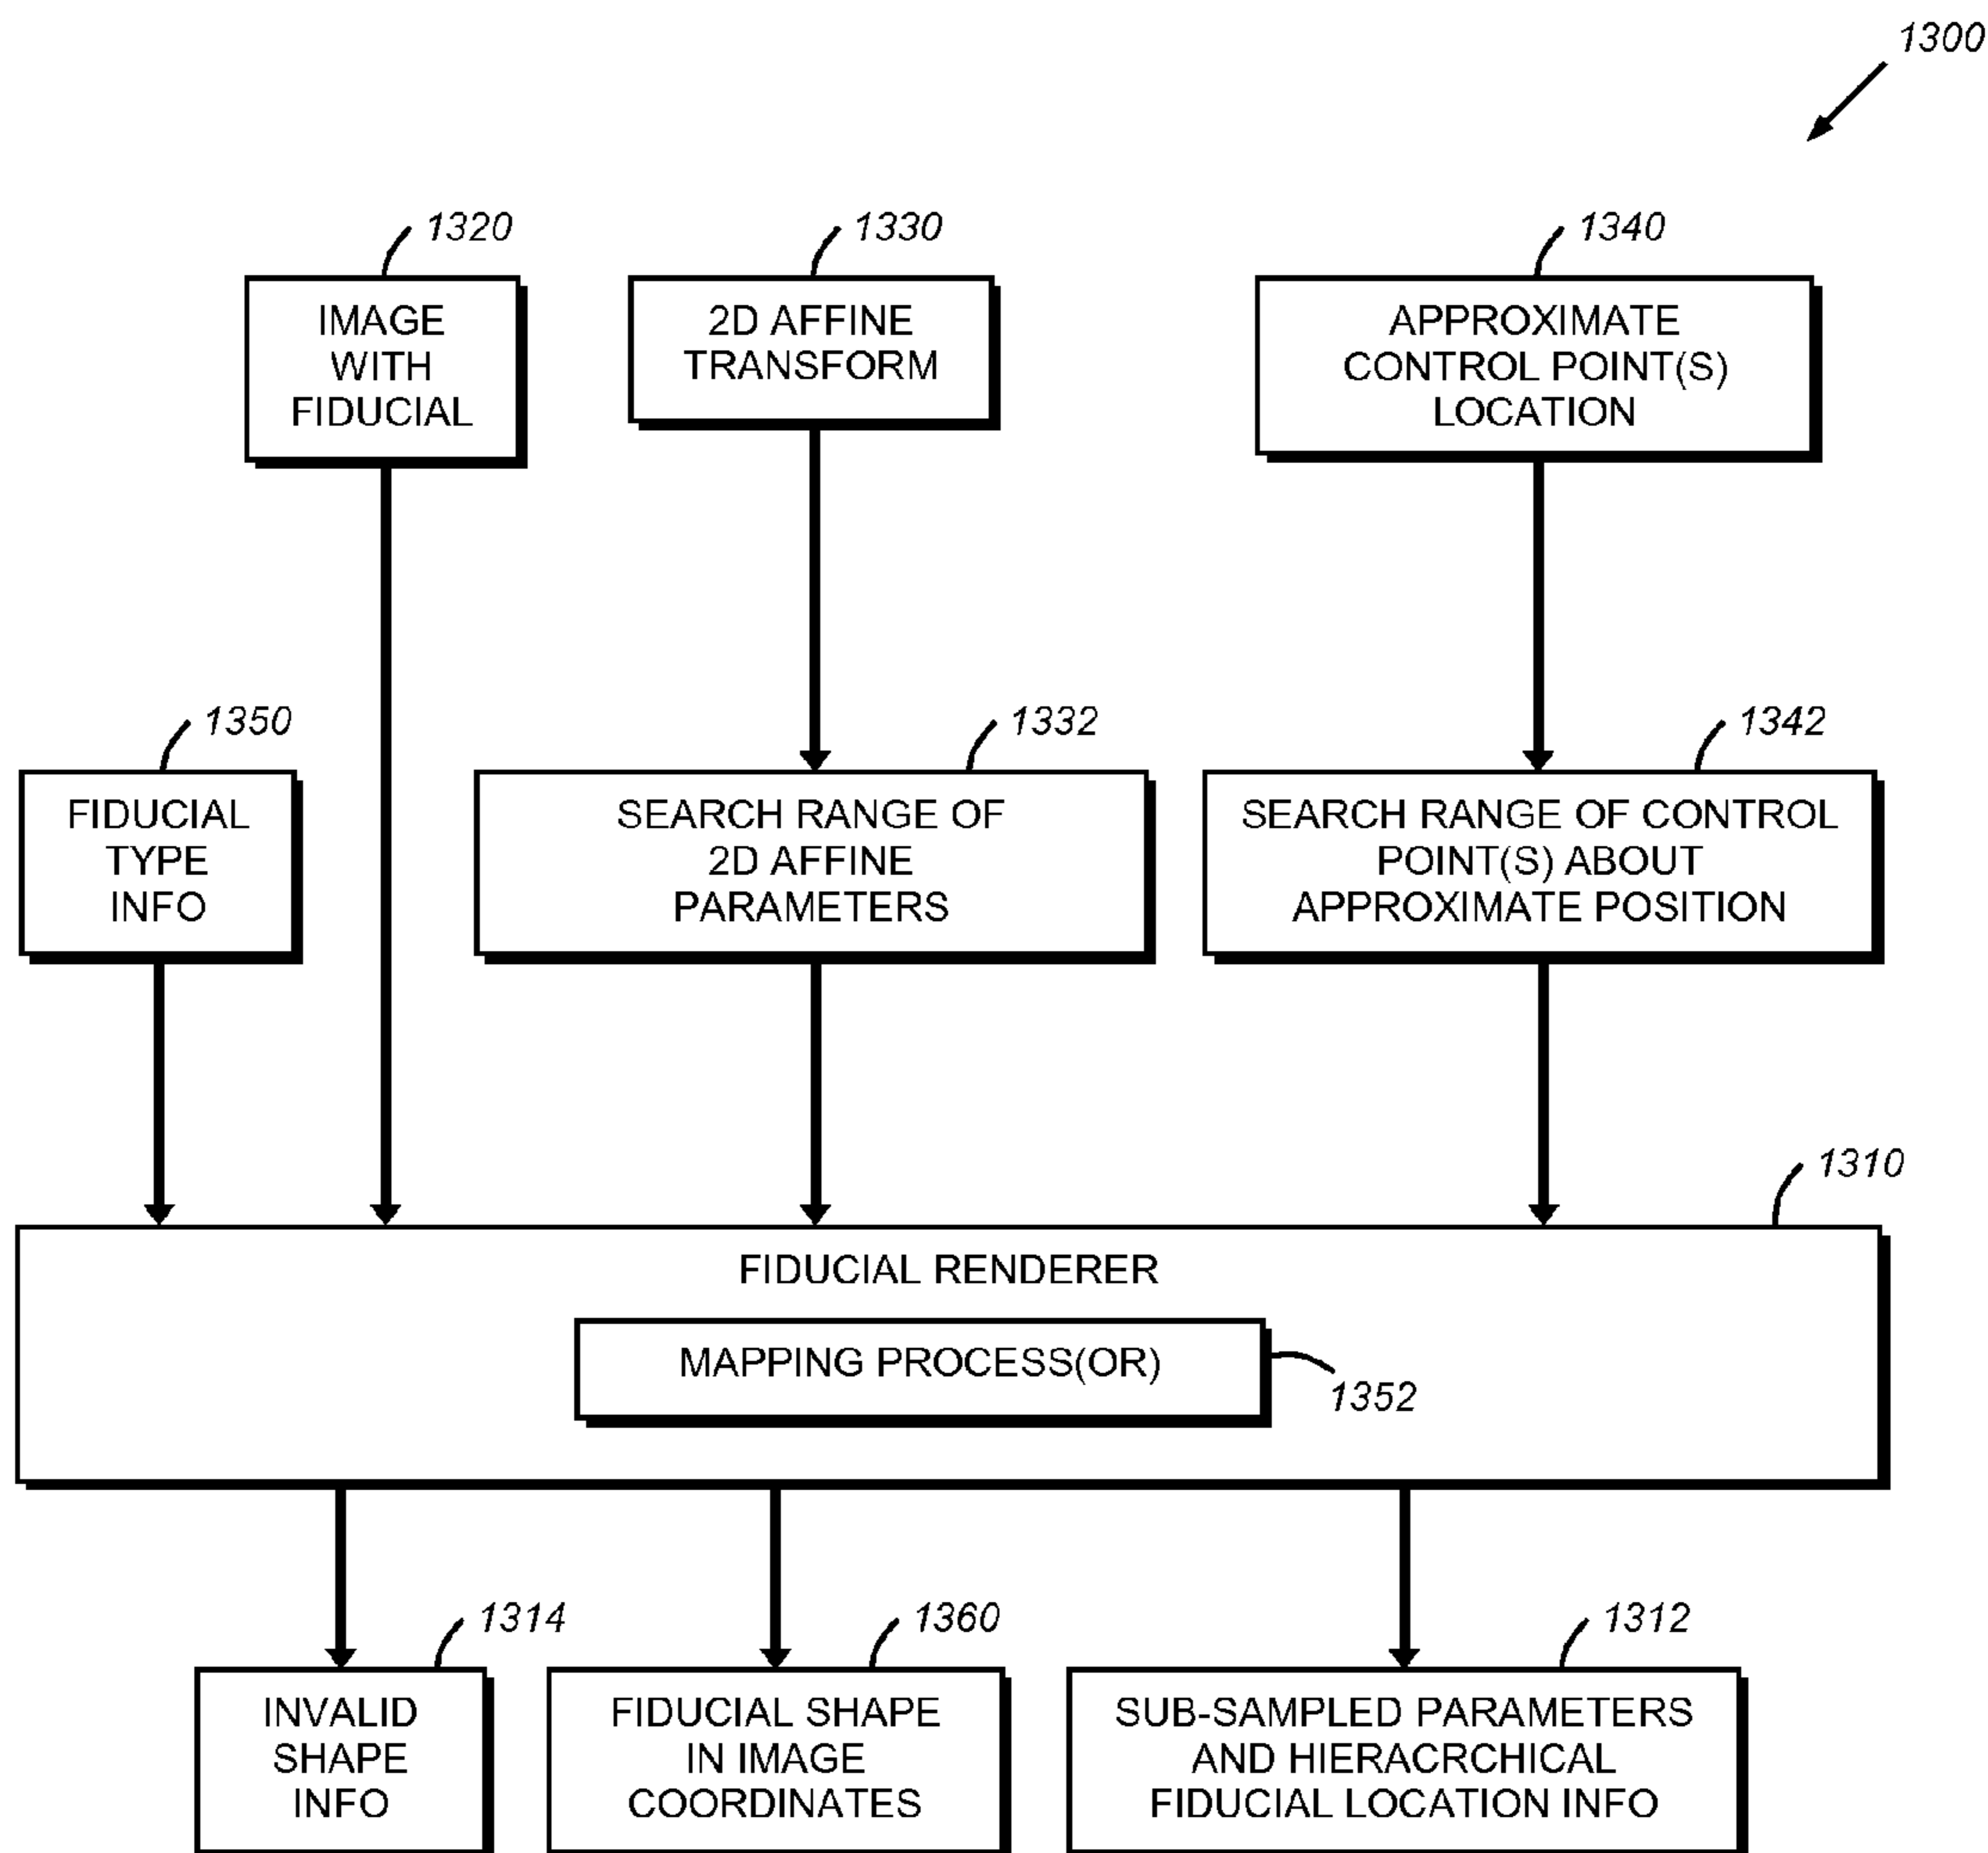 1300
1320
1330
1340
IMAGE
WITH
FIDUCIAL
2D AFFINE
TRANSFORM
APPROXIMATE
CONTROL POINT(S)
LOCATION
1350
1332
1342
FIDUCIAL
TYPE
INFO
SEARCH RANGE OF
2D AFFINE
PARAMETERS
SEARCH RANGE OF CONTROL
POINT(S) ABOUT
APPROXIMATE POSITION
1310
FIDUCIAL RENDERER
MAPPING PROCESS(OR)
1352
1314
1360
1312
INVALID
SHAPE
INFO
FIDUCIAL SHAPE
IN IMAGE
COORDINATES
SUB-SAMPLED PARAMETERS
AND HIERACRCHICAL
FIDUCIAL LOCATION INFO